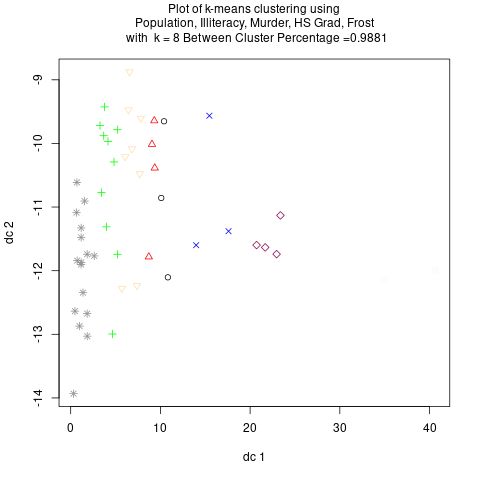 Plot of k-means clustering using
Population, Illiteracy, Murder, HS Grad, Frost
with k = 8 Between Cluster Percentage =0.9881
-9
-10
-11
-12
-13
-14
dc 2
0
10
20
30
40
dc 1